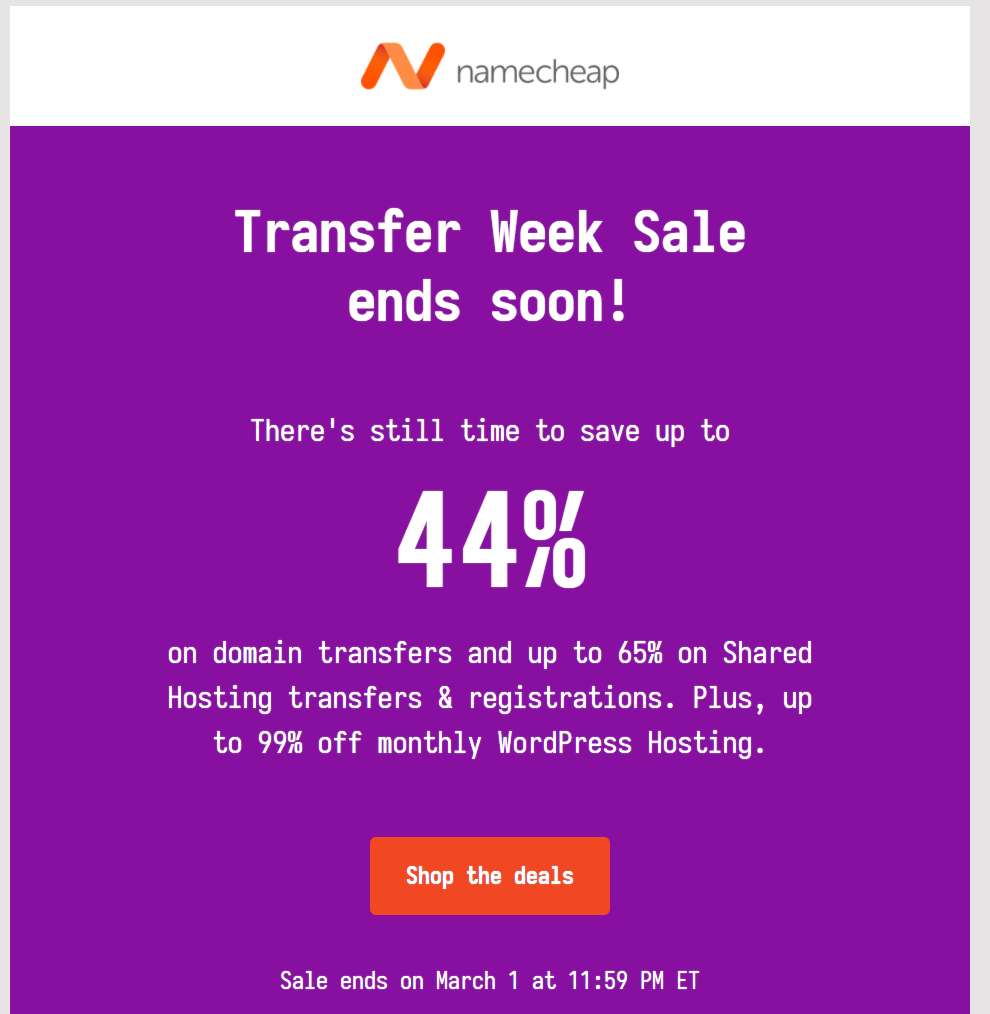 namecheap
Transfer Week Sale
ends soon!
There's still time to save up to
44%
on domain transfers and up to 65% on Shared
Hosting transfers & registrations. Plus, up
to 99% off monthly WordPress Hosting.
Shop the deals
Sale ends on March 1 at 11:59 PM ET